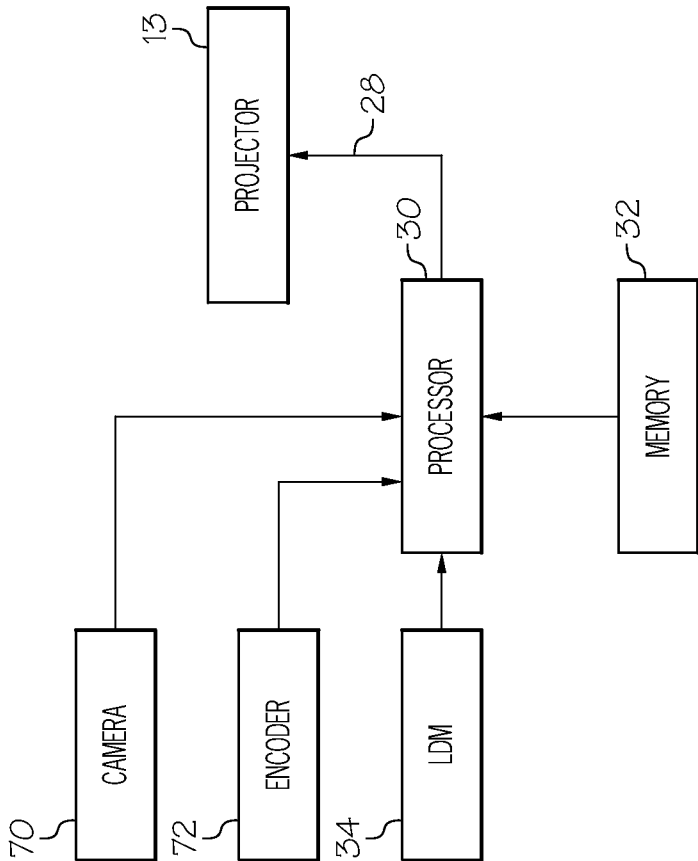 70
CAMERA
72
ENCODER
34
LDM
PROCESSOR
30
MEMORY
32
PROJECTOR
13
28